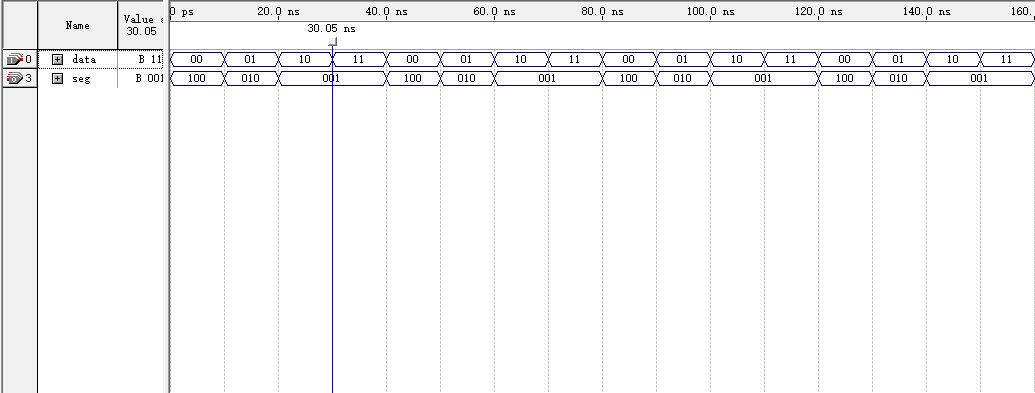 Name
Value a
30.05
0 ps 20.0 ns 40.0 ns 60.0 ns 80.0 ns 100.0 ns 120.0 ns 140.0 ns 160.
30.05 ns
0 data B 11 00 01 10 11 00 01 10 11 00 01 10 11 00 01 10 11
3 seg B 001 100 010 001 100 010 001 100 010 001 100 010 001